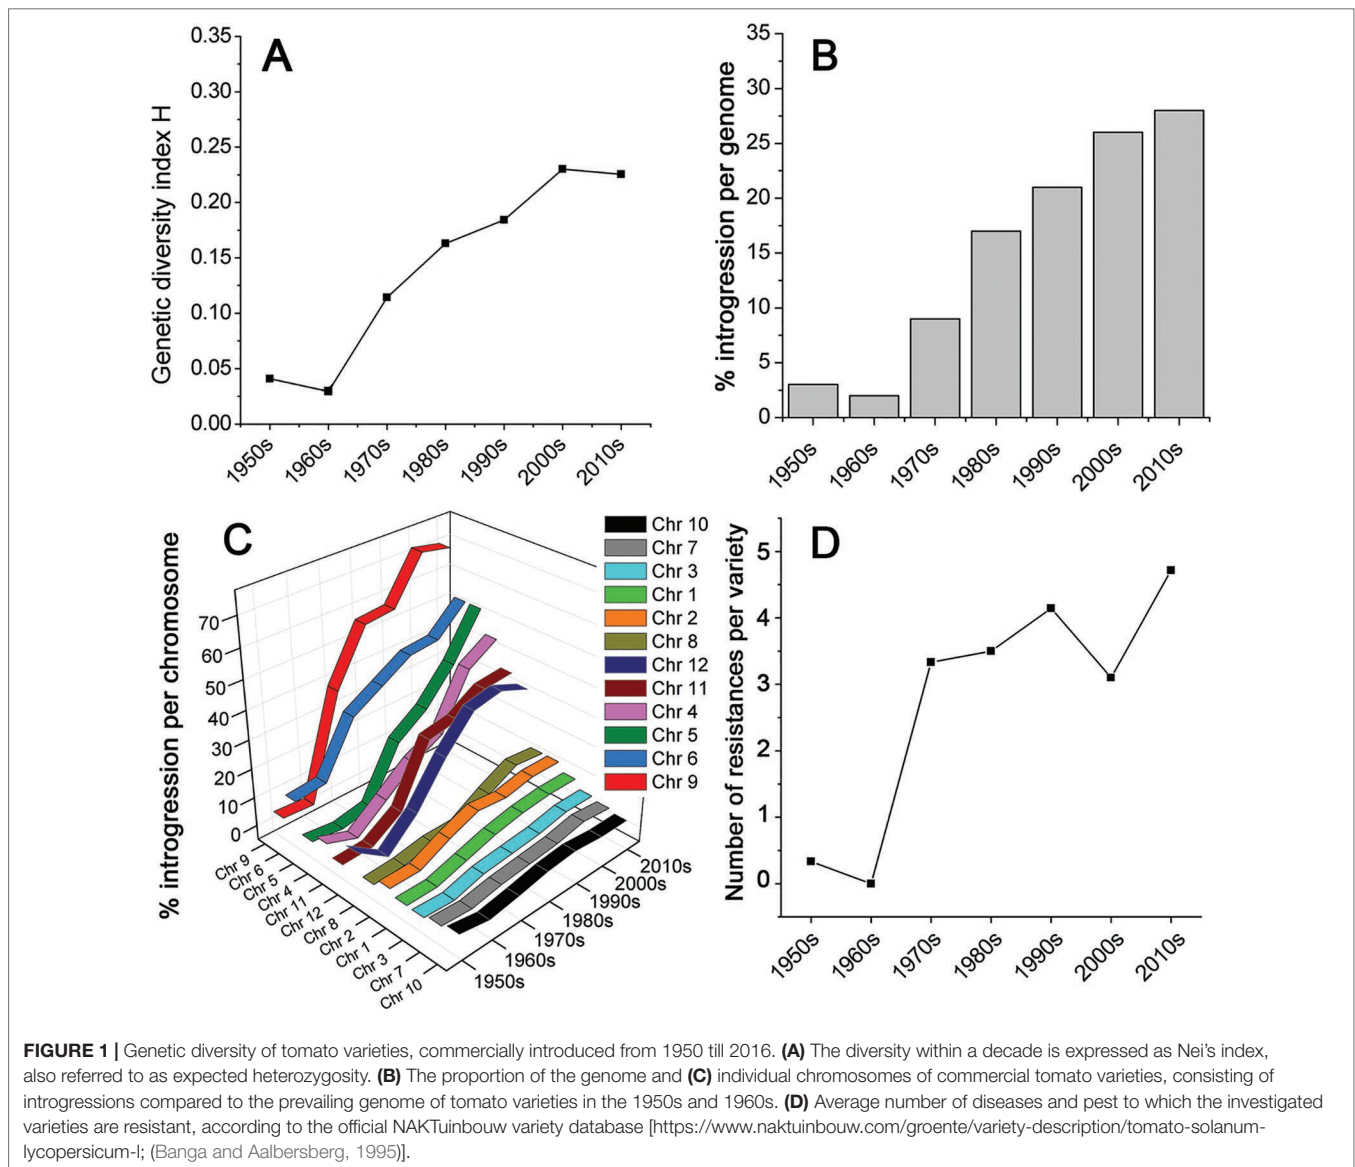 A
Genetic diversity index H
0.35
0.30
0.25
0.20
0.15
0.10
0.05
0.00
1950s
1960s
1970s
1980s
1990s
2000s
2010s
B
% introgression per genome
35
30
25
20
15
10
5
0
1950s
1960s
1970s
1980s
1990s
2000s
2010s
C
% introgression per chromosome
70
60
50
40
30
20
10
0
Chr 9
Chr 6
Chr 5
Chr 4
Chr 11
Chr 12
Chr 8
Chr 2
Chr 1
Chr 3
Chr 7
Chr 10
1950s
1960s
1970s
1980s
1990s
2000s
2010s
Chr 10
Chr 7
Chr 3
Chr 1
Chr 2
Chr 8
Chr 12
Chr 11
Chr 4
Chr 5
Chr 6
Chr 9
D
Number of resistances per variety
5
4
3
2
1
0
1950s
1960s
1970s
1980s
1990s
2000s
2010s
FIGURE 1 | Genetic diversity of tomato varieties, commercially introduced from 1950 till 2016. (A) The diversity within a decade is expressed as Nei's index,
also referred to as expected heterozygosity. (B) The proportion of the genome and (C) individual chromosomes of commercial tomato varieties, consisting of
introgressions compared to the prevailing genome of tomato varieties in the 1950s and 1960s. (D) Average number of diseases and pest to which the investigated
varieties are resistant, according to the official NAKTuinbouw variety database [https://www.naktuinbouw.com/groente/variety-description/tomato-solanum-
lycopersicum-l; (Banga and Aalbersberg, 1995)].